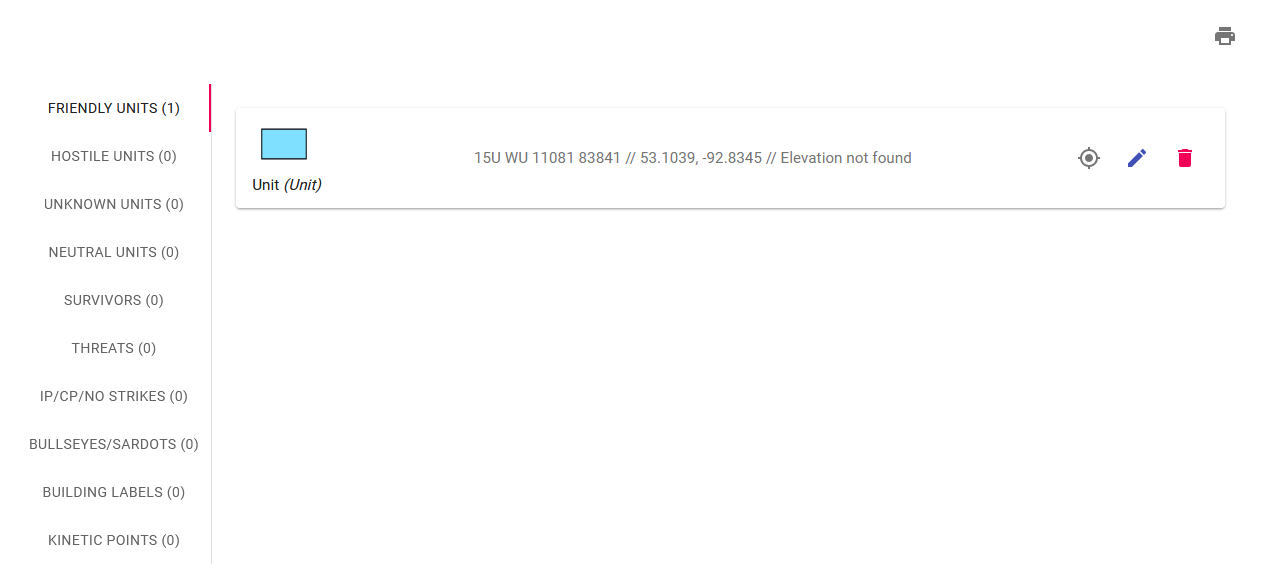 FRIENDLY UNITS (1)
HOSTILE UNITS (0)
UNKNOWN UNITS (0)
NEUTRAL UNITS (0)
SURVIVORS (0)
THREATS (0)
IP/CP/NO STRIKES (0)
BULLSEYES/SARDOTS (0)
BUILDING LABELS (0)
KINETIC POINTS (0)
15U WU 11081 83841 // 53.1039, -92.8345 // Elevation not found
Unit (Unit)